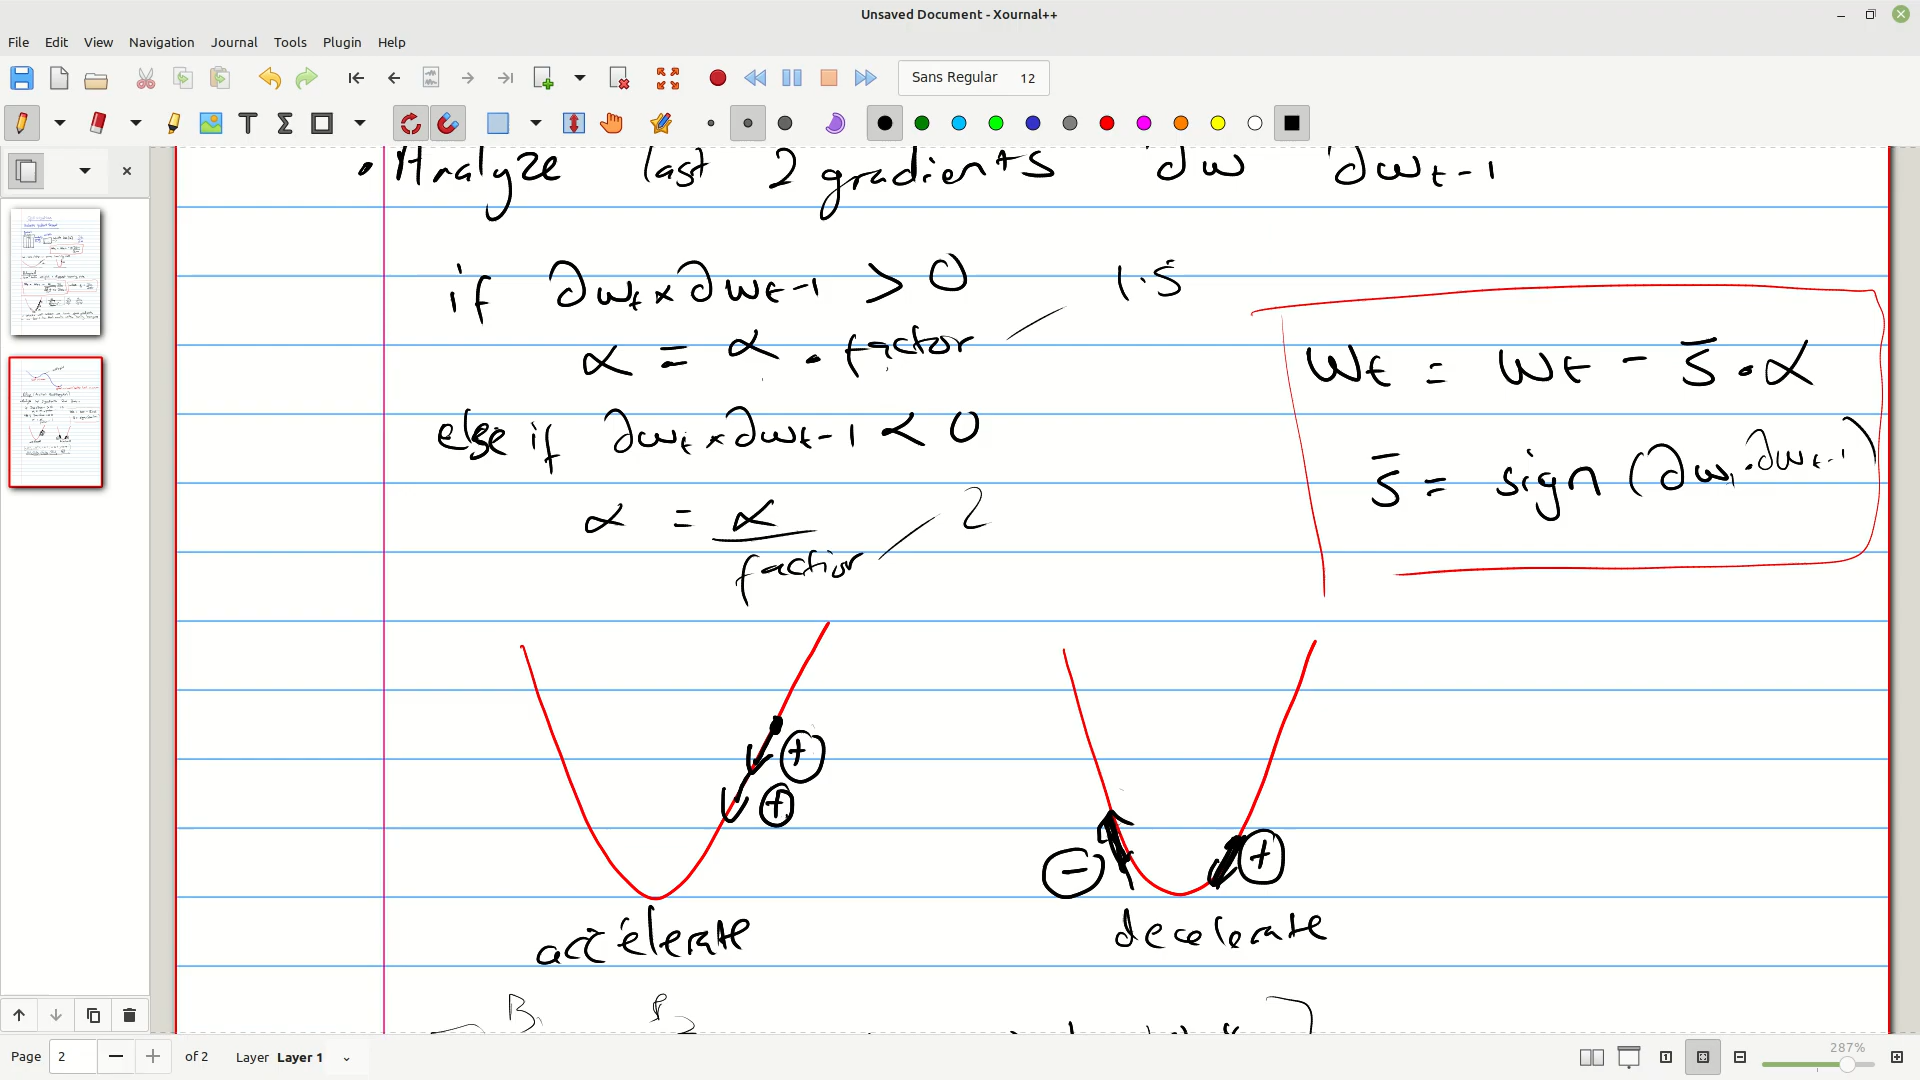 Unsaved Document - Xournal++
File Edit View Navigation Journal Tools Plugin Help
Sans Regular 12
• Analyze last 2 gradients ∂w ∂wt-1
if ∂wt × ∂wt-1 > 0 1.5
α = α • factor
else if ∂wt × ∂wt-1 < 0
α = α / factor 2
wt = wt - s̄ • α
s̄ = sign (∂wt • ∂wt-1)
+
+
- +
accelerate decelerate
Page 2 of 2 Layer Layer 1 287%